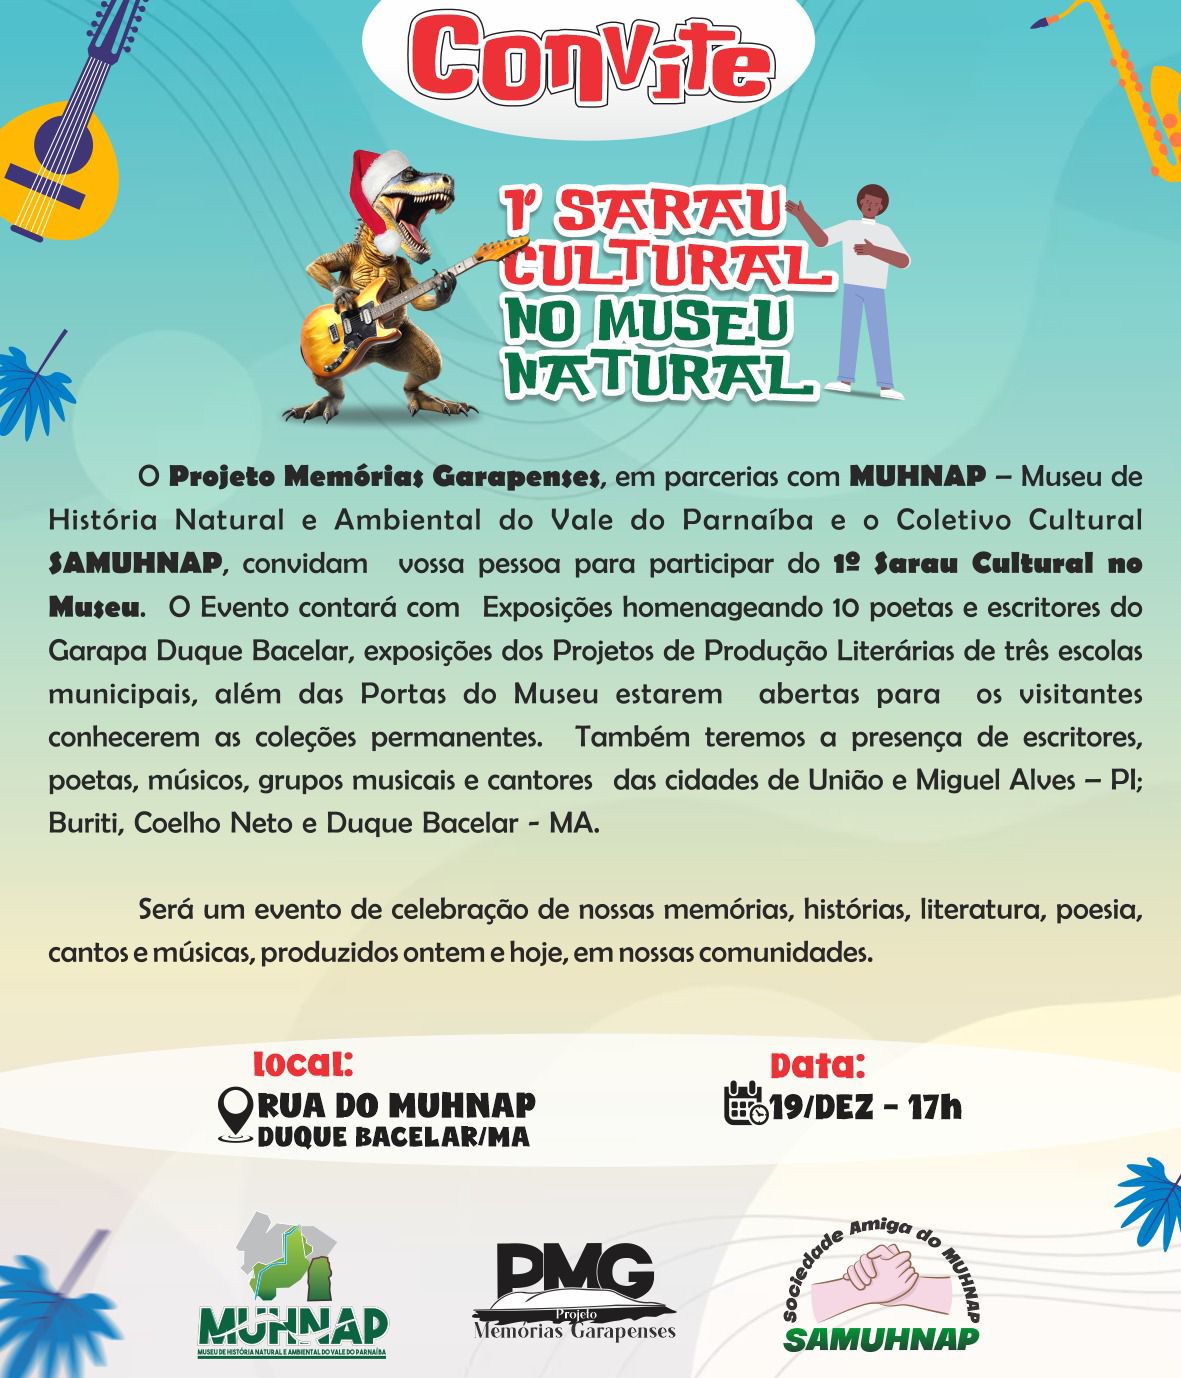 Convite
1º SARAU
CULTURAL
NO MUSEU
NATURAL
O Projeto Memórias Garapenses, em parcerias com MUHNAP – Museu de
História Natural e Ambiental do Vale do Parnaíba e o Coletivo Cultural
SAMUHNAP, convidam vossa pessoa para participar do 1º Sarau Cultural no
Museu. O Evento contará com Exposições homenageando 10 poetas e escritores do
Garapa Duque Bacelar, exposições dos Projetos de Produção Literárias de três escolas
municipais, além das Portas do Museu estarem abertas para os visitantes
conhecerem as coleções permanentes. Também teremos a presença de escritores,
poetas, músicos, grupos musicais e cantores das cidades de União e Miguel Alves – PI;
Buriti, Coelho Neto e Duque Bacelar - MA.
Será um evento de celebração de nossas memórias, histórias, literatura, poesia,
cantos e músicas, produzidos ontem e hoje, em nossas comunidades.
Local:
RUA DO MUHNAP
DUQUE BACELAR/MA
Data:
19/DEZ - 17h
MUHNAP
MUSEU DE HISTÓRIA NATURAL E AMBIENTAL DO VALE DO PARNAÍBA
PMG
Projeto
Memórias Garapenses
Sociedade Amiga do MUHNAP
SAMUHNAP